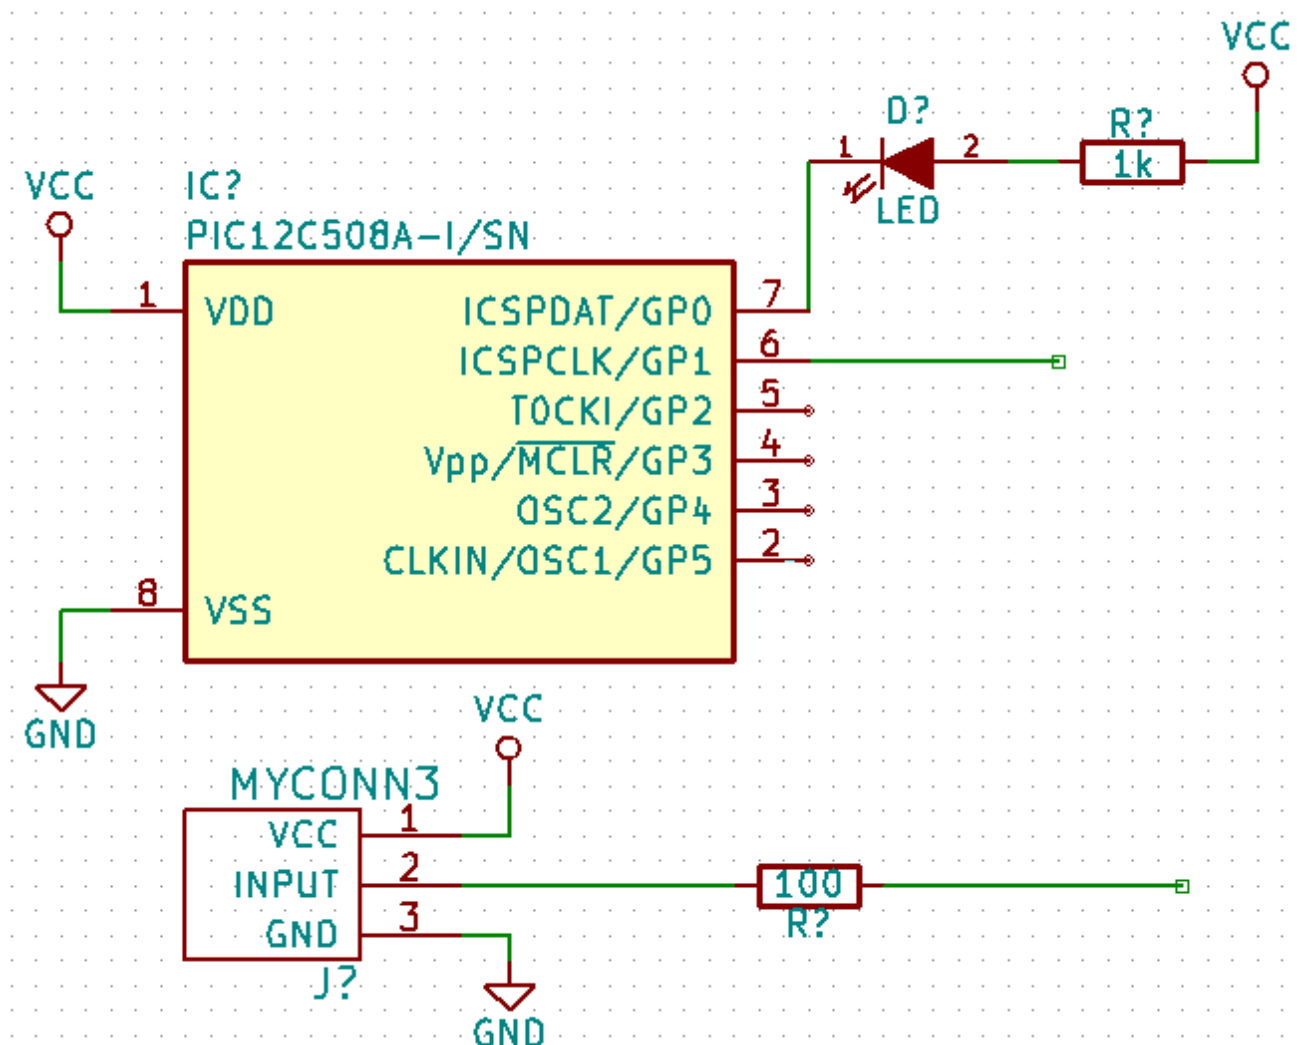 VCC
D?
R?
1
2
1k
LED
VCC
IC?
PIC12C508A-I/SN
1
VDD
ICSPDAT/GP0
7
ICSPCLK/GP1
6
T0CKI/GP2
5
Vpp/MCLR/GP3
4
OSC2/GP4
3
CLKIN/OSC1/GP5
2
8
VSS
GND
VCC
MYCONN3
VCC
1
INPUT
2
100
GND
3
R?
J?
GND